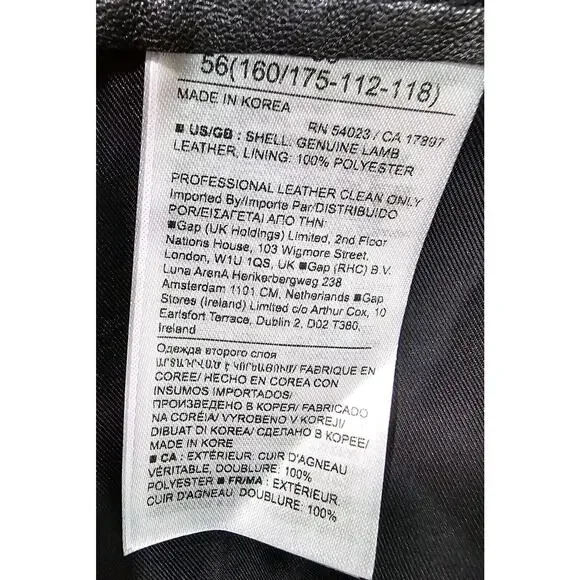 56(160/175-112-118)
MADE IN KOREA
RN 54023 / CA 17897
■ US/GB : SHELL: GENUINE LAMB
LEATHER, LINING: 100% POLYESTER
PROFESSIONAL LEATHER CLEAN ONLY
Imported By/Importe Par/DISTRIBUIDO
POR/ΕΙΣΑΓΕΤΑΙ ΑΠΟ ΤΗΝ:
■Gap (UK Holdings) Limited, 2nd Floor
Nations House, 103 Wigmore Street,
London, W1U 1QS, UK ■Gap (RHC) B.V.
Luna ArenA Herikerbergweg 238
Amsterdam 1101 CM, Netherlands ■Gap
Stores (Ireland) Limited c/o Arthur Cox, 10
Earlsfort Terrace, Dublin 2, D02 T380,
Ireland
Одежда второго слоя
FABRIQUE EN
COREE/ HECHO EN COREA CON
INSUMOS IMPORTADOS/
ПРОИЗВЕДЕНО В КОРЕЯ/ FABRICADO
NA CORÉIA/ VYROBENO V KOREJI/
DIBUAT DI KOREA/ СДЕЛАНО В КОРЕЕ/
MADE IN KORE
■ CA : EXTÉRIEUR: CUIR D'AGNEAU
VÉRITABLE, DOUBLURE: 100%
POLYESTER ■ FR/MA : EXTÉRIEUR:
CUIR D'AGNEAU, DOUBLURE: 100%